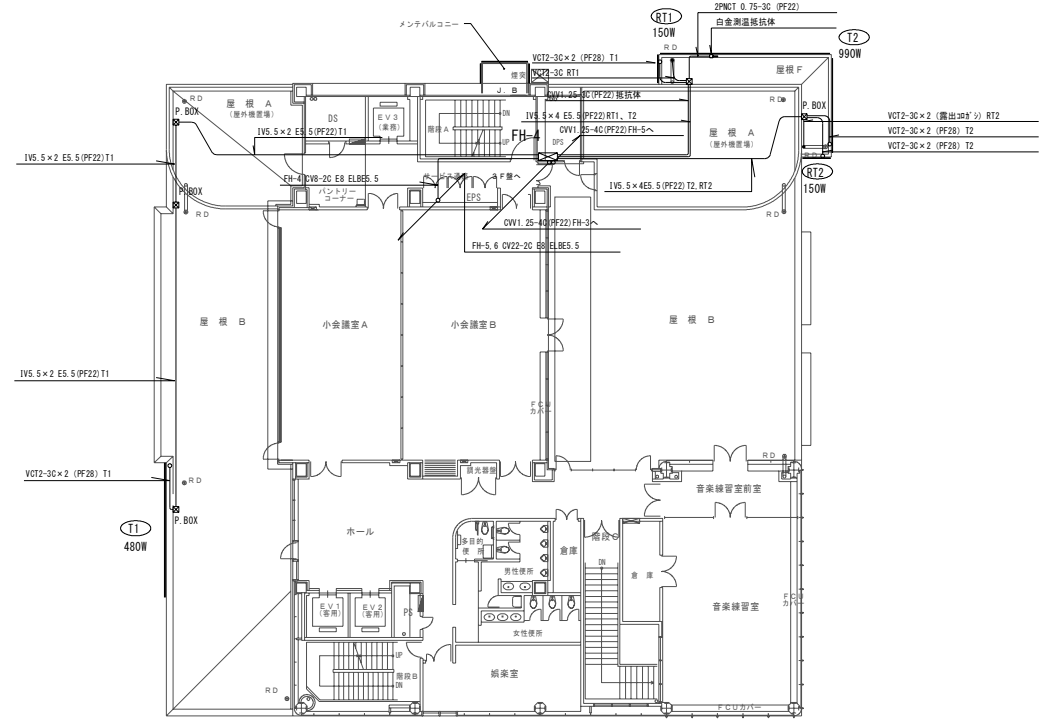 2PNCT 0.75-3C (PF22)
RT1
150W
白金測温抵抗体
T2
990W
メンテバルコニー
RD
VCT2-3C×2 (PF28) T1
VCT2-3C RT1
屋根F
煙突
J.B
CVV1.25-3C(PF22)抵抗体
RD
屋根A
(屋外機置場)
P.BOX
DS
EV3
(業務)
階段A
DN
UP
FH-4
IV5.5×4 E5.5(PF22)RT1、T2
CVV1.25-4C(PF22)FH-5へ
DPS
RD
屋根A
(屋外機置場)
P.BOX
VCT2-3C×2 (露出ｺﾛｶﾞｼ) RT2
VCT2-3C×2 (PF28) T2
VCT2-3C×2 (PF28) T2
RD
RT2
150W
IV5.5×2 E5.5(PF22)T1
IV5.5×2 E5.5(PF22)T1
P.BOX
RD
FH-4 CV8-2C E8 ELBE5.5
3F盤へ
パントリー
コーナー
EPS
IV5.5×4E5.5(PF22)T2,RT2
RD
CVV1.25-4C(PF22)FH-3へ
FH-5,6 CV22-2C E8 ELBE5.5
屋根B
小会議室A
小会議室B
屋根B
IV5.5×2 E5.5(PF22)T1
FCU
カバー
VCT2-3C×2 (PF28) T1
RD
P.BOX
T1
480W
調光器盤
RD
音楽練習室前室
ホール
多目的
便所
男性便所
倉庫
階段C
DN
倉庫
音楽練習室
FCU
カバー
EV1
(客用)
EV2
(客用)
PS
女性便所
UP
階段B
DN
娯楽室
RD
FCUカバー